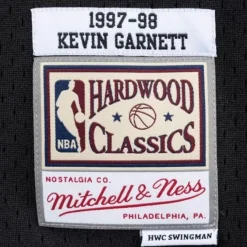 1997-98
KEVIN GARNETT
HARDWOOD
CLASSICS
NBA
NOSTALGIA CO.
Mitchell & Ness
PHILADELPHIA, PA.
HWC SWINGMAN